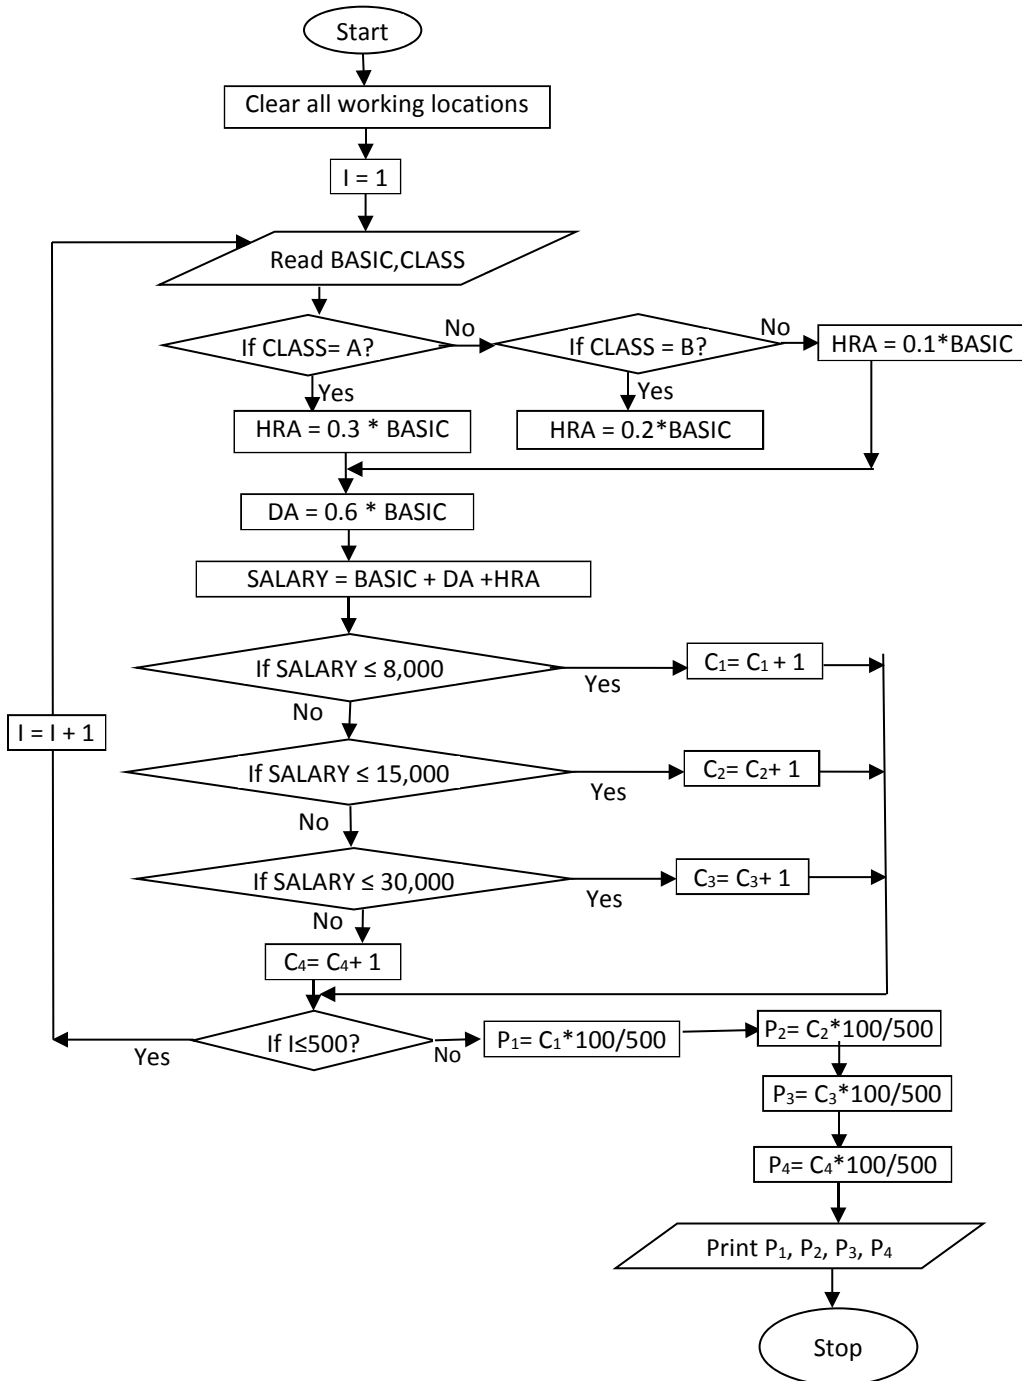 Start
Clear all working locations
I = 1
Read BASIC,CLASS
If CLASS= A?
No
If CLASS = B?
No
HRA = 0.1*BASIC
Yes
Yes
HRA = 0.3 * BASIC
HRA = 0.2*BASIC
DA = 0.6 * BASIC
SALARY = BASIC + DA +HRA
If SALARY ≤ 8,000
Yes
C₁= C₁ + 1
No
I = I + 1
If SALARY ≤ 15,000
Yes
C₂= C₂+ 1
No
If SALARY ≤ 30,000
Yes
C₃= C₃+ 1
No
C₄= C₄+ 1
If I≤500?
Yes
No
P₁= C₁*100/500
P₂= C₂*100/500
P₃= C₃*100/500
P₄= C₄*100/500
Print P₁, P₂, P₃, P₄
Stop